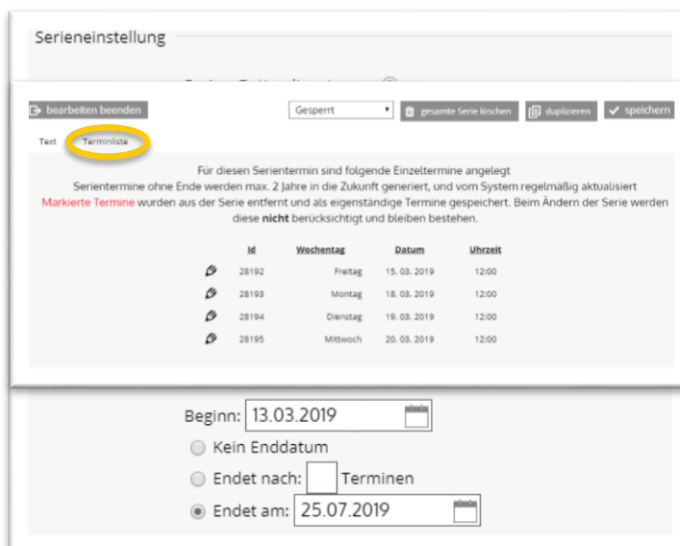 Serieneinstellung
bearbeiten beenden
Gesperrt
gesamte Serie löschen
duplizieren
speichern
Text
Terminliste
Für diesen Serientermin sind folgende Einzeltermine angelegt
Serientermine ohne Ende werden max. 2 Jahre in die Zukunft generiert, und vom System regelmäßig aktualisiert
Markierte Termine wurden aus der Serie entfernt und als eigenständige Termine gespeichert. Beim Ändern der Serie werden
diese nicht berücksichtigt und bleiben bestehen.
Id Wochentag Datum Uhrzeit
28192 Freitag 15. 03. 2019 12:00
28193 Montag 18. 03. 2019 12:00
28194 Dienstag 19. 03. 2019 12:00
28195 Mittwoch 20. 03. 2019 12:00
Beginn: 13.03.2019
Kein Enddatum
Endet nach: Terminen
Endet am: 25.07.2019